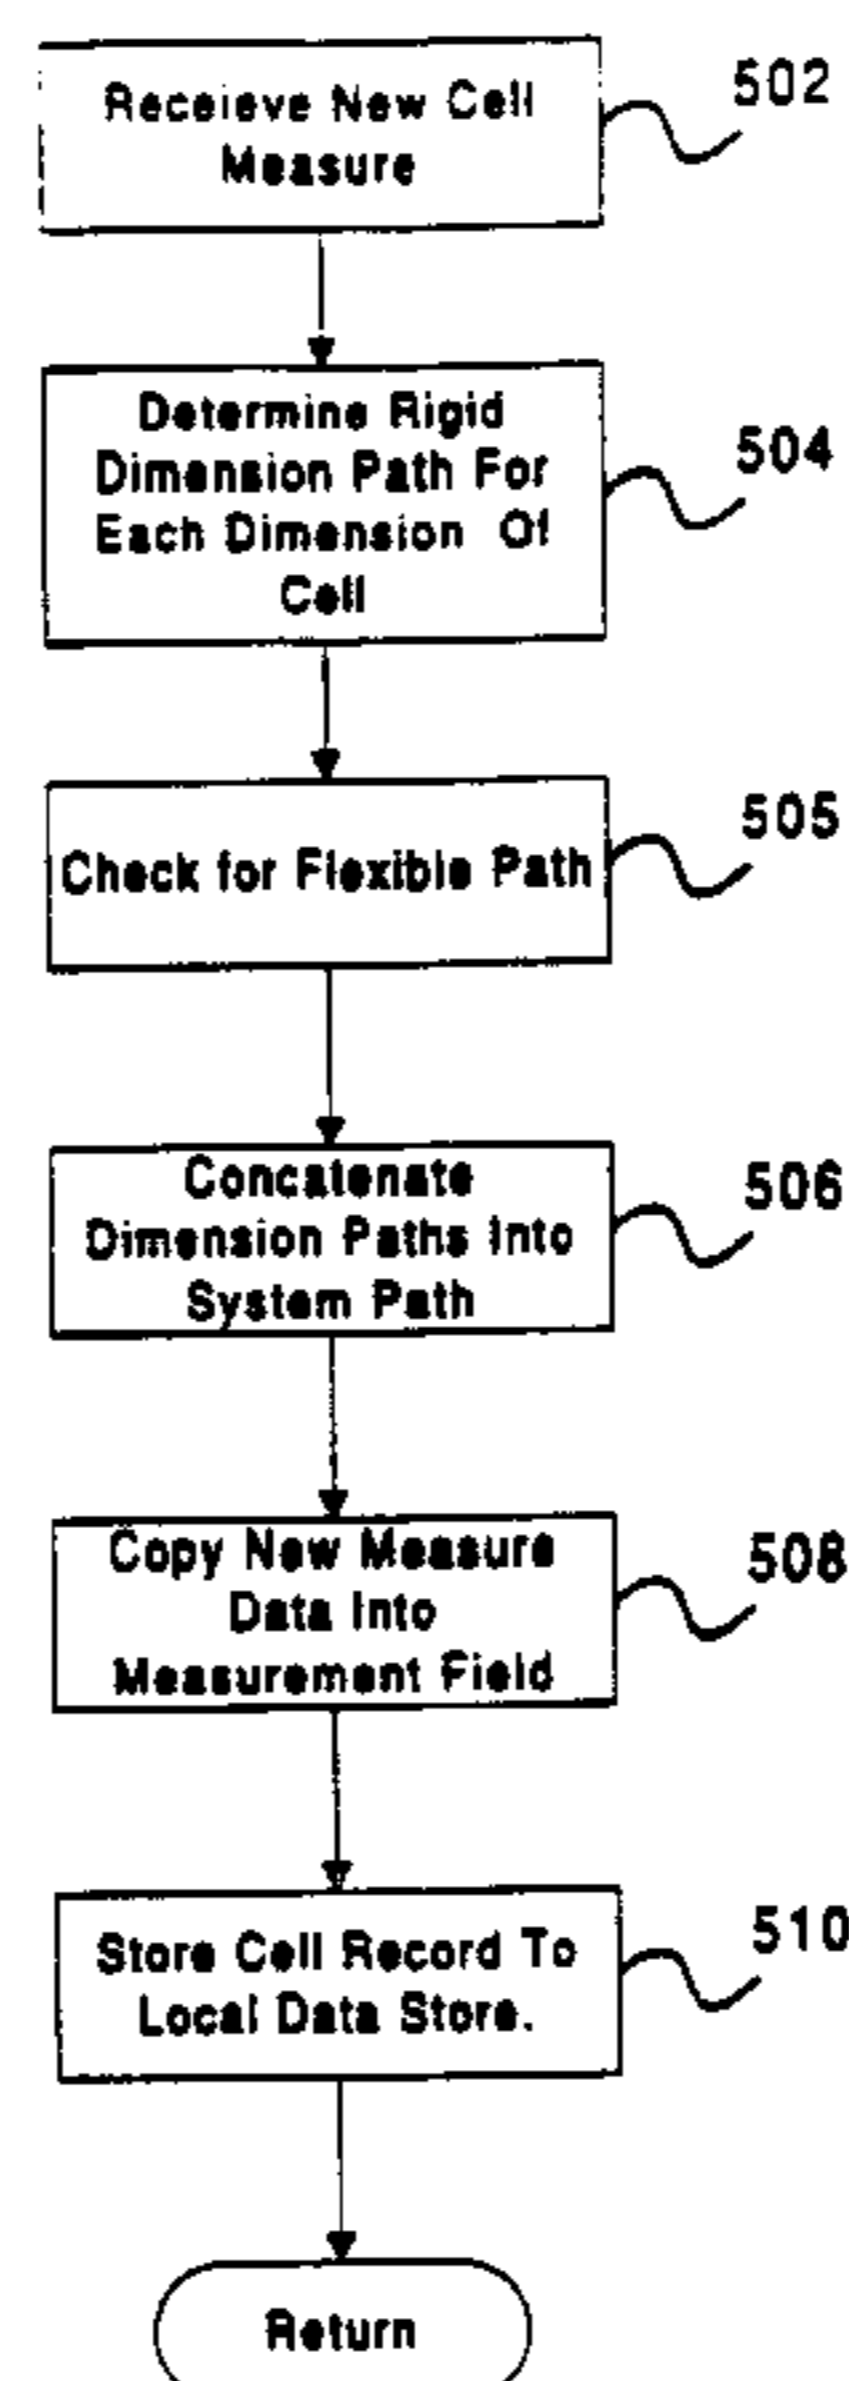 Receieve New Cell
Measure
502
Determine Rigid
Dimension Path For
Each Dimension Of
Cell
504
Check for Flexible Path
505
Concatenate
Dimension Paths Into
System Path
506
Copy New Measure
Data Into
Measurement Field
508
Store Cell Record To
Local Data Store.
510
Return